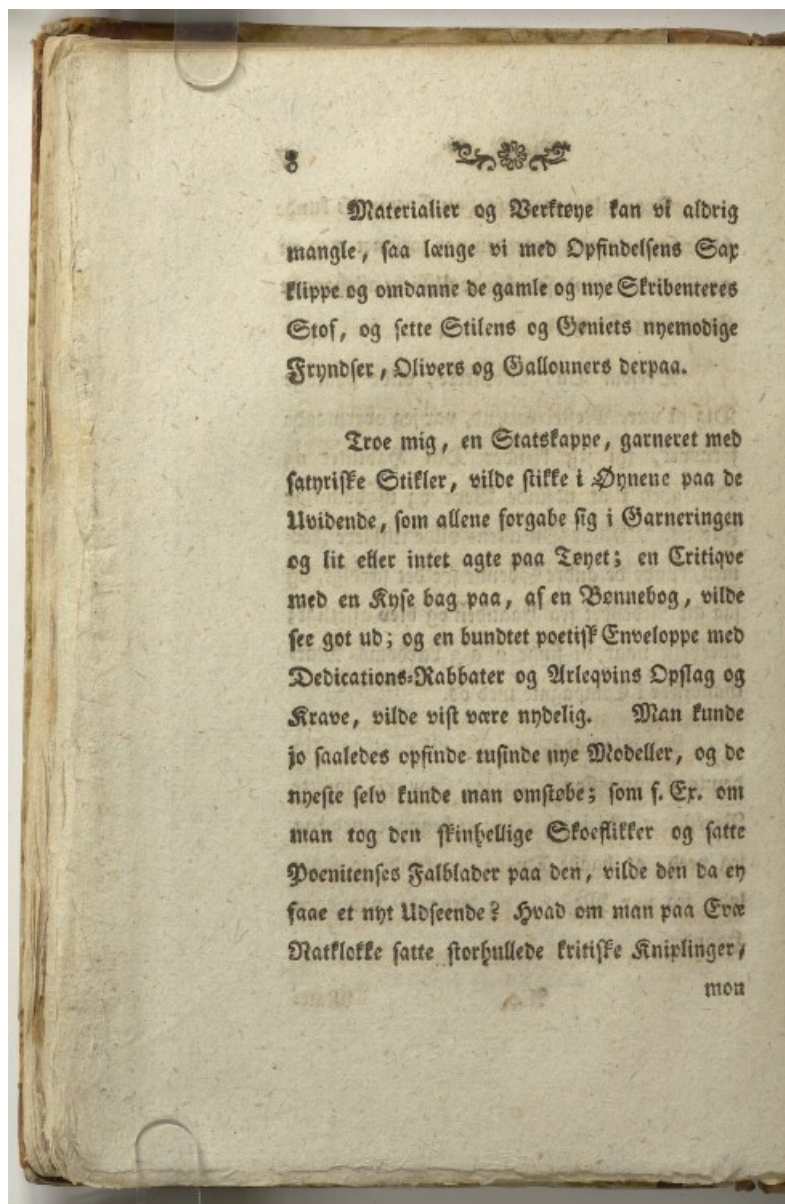 8
Materialier og Verktøye kan vi aldrig
mangle, saa længe vi med Opfindelsens Sax
klippe og omdanne de gamle og nye Skribenteres
Stof, og sette Stilens og Geniets nyemodige
Fryndser, Olivers og Gallouners derpaa.
Troe mig, en Statskappe, garneret med
satyriske Stikler, vilde stikke i Øynene paa de
Uvidende, som allene forgabe sig i Garneringen
og lit eller intet agte paa Tøyet; en Critiqve
med en Kyse bag paa, af en Bønnebog, vilde
see got ud; og en bundtet poetisk Enveloppe med
Dedications-Rabbater og Arleqvins Opslag og
Krave, vilde vist være nydelig. Man kunde
jo saaledes opfinde tusinde nye Modeller, og de
nyeste selv kunde man omstøbe; som f. Ex. om
man tog den skinhellige Skoeflikker og satte
Poenitenses Falblader paa den, vilde den da ey
faae et nyt Udseende? Hvad om man paa Evæ
Natklokke satte storhullede kritiske Kniplinger,
mon